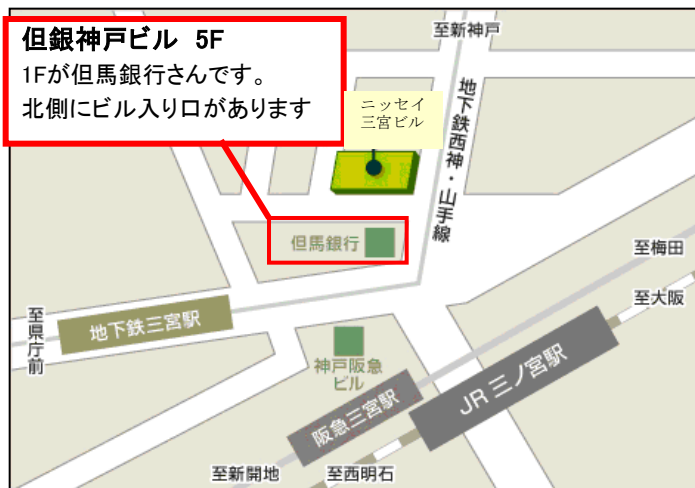 但銀神戸ビル 5F
1Fが但馬銀行さんです。
北側にビル入り口があります
至新神戸
ニッセイ
三宮ビル
地下鉄西神・山手線
但馬銀行
至梅田
至大阪
至県庁前
地下鉄三宮駅
神戸阪急
ビル
JR三ノ宮駅
阪急三宮駅
至新開地
至西明石